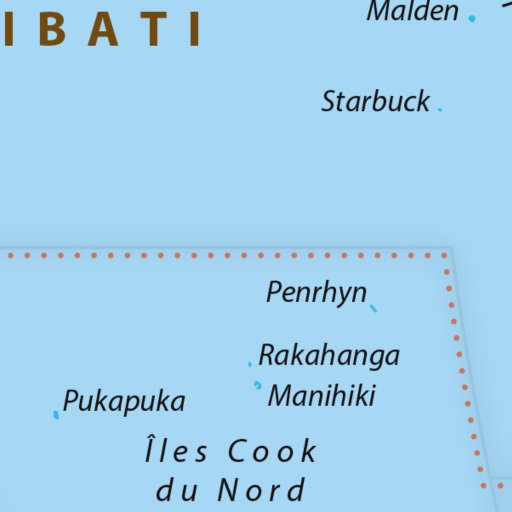 Malden
IBATI
Starbuck
Penrhyn
Rakahanga
Manihiki
Pukapuka
Îles Cook
du Nord